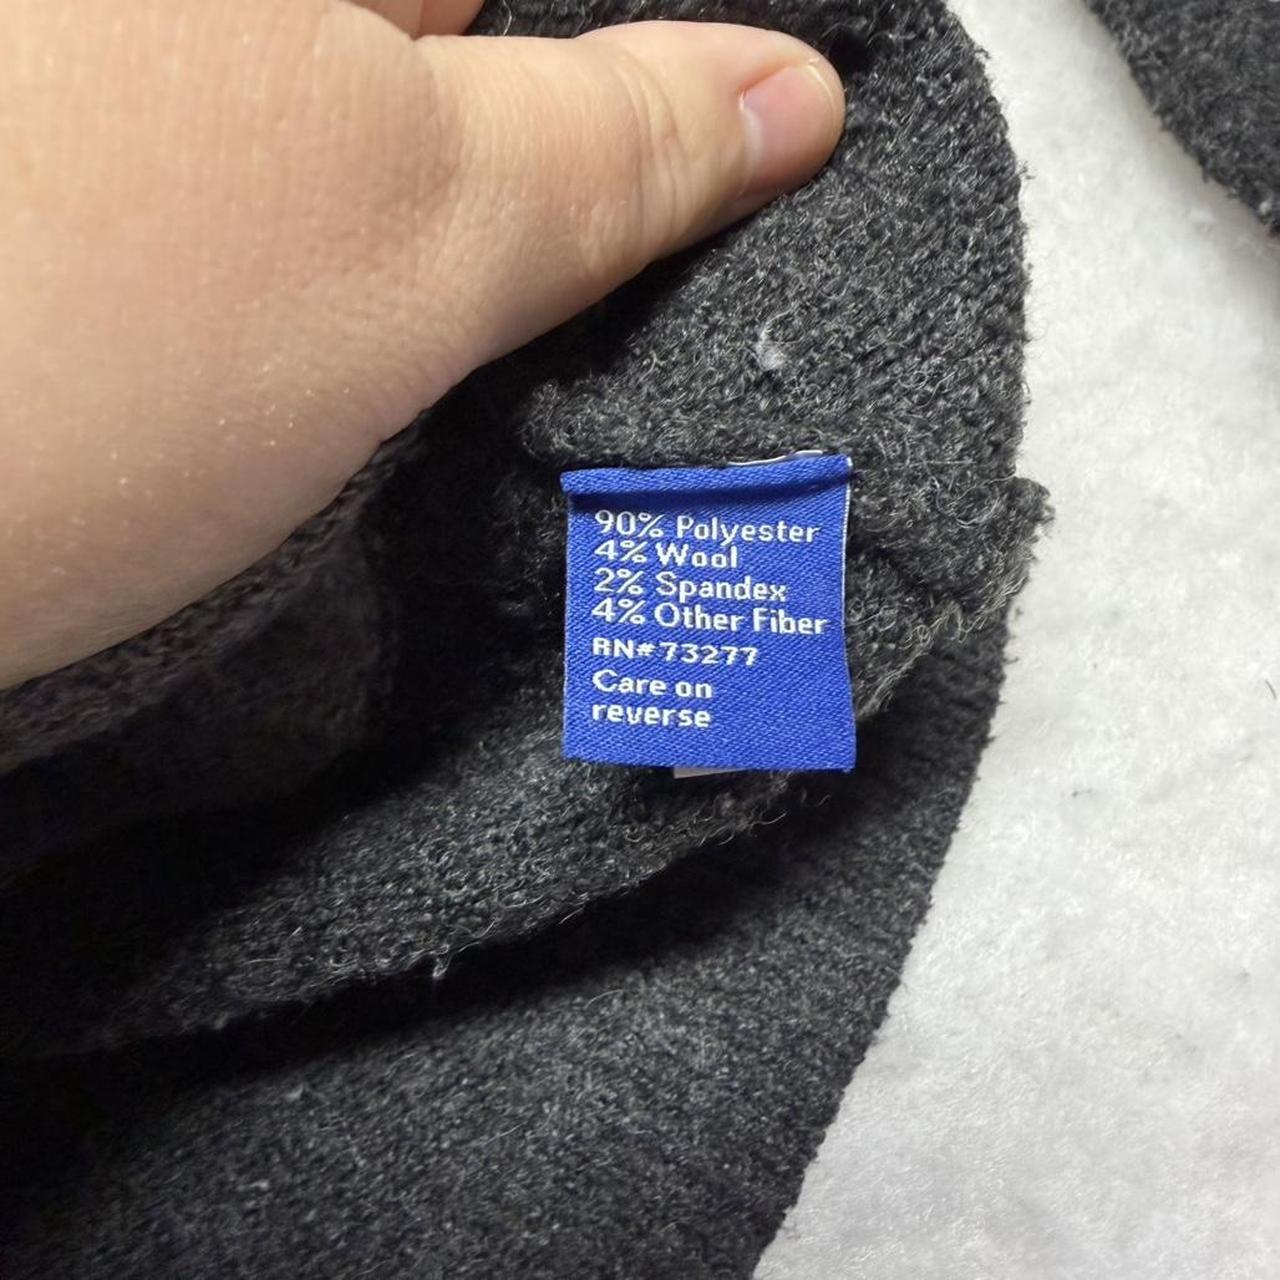 90% Polyester
4% Wool
2% Spandex
4% Other Fiber
RN#73277
Care on
reverse